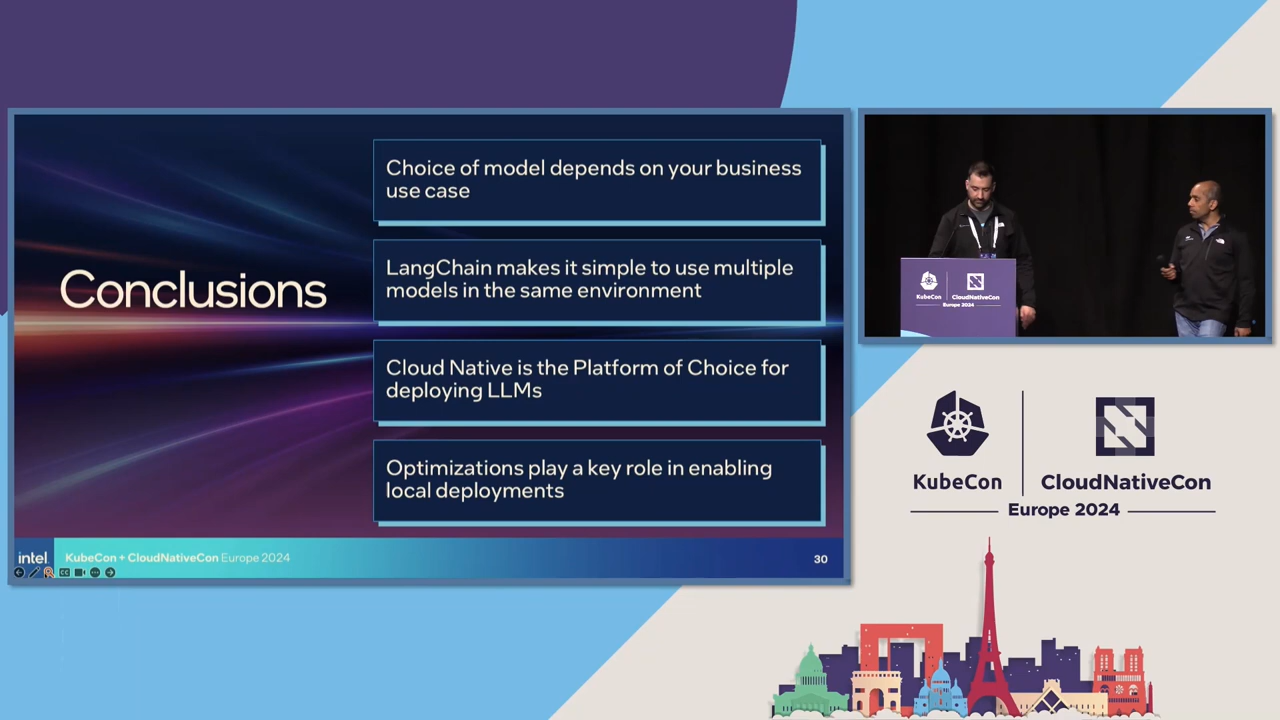 Conclusions
Choice of model depends on your business
use case
LangChain makes it simple to use multiple
models in the same environment
Cloud Native is the Platform of Choice for
deploying LLMs
Optimizations play a key role in enabling
local deployments
intel
KubeCon + CloudNativeCon Europe 2024
30
KubeCon
CloudNativeCon
Europe 2024
KubeCon
CloudNativeCon
Europe 2024